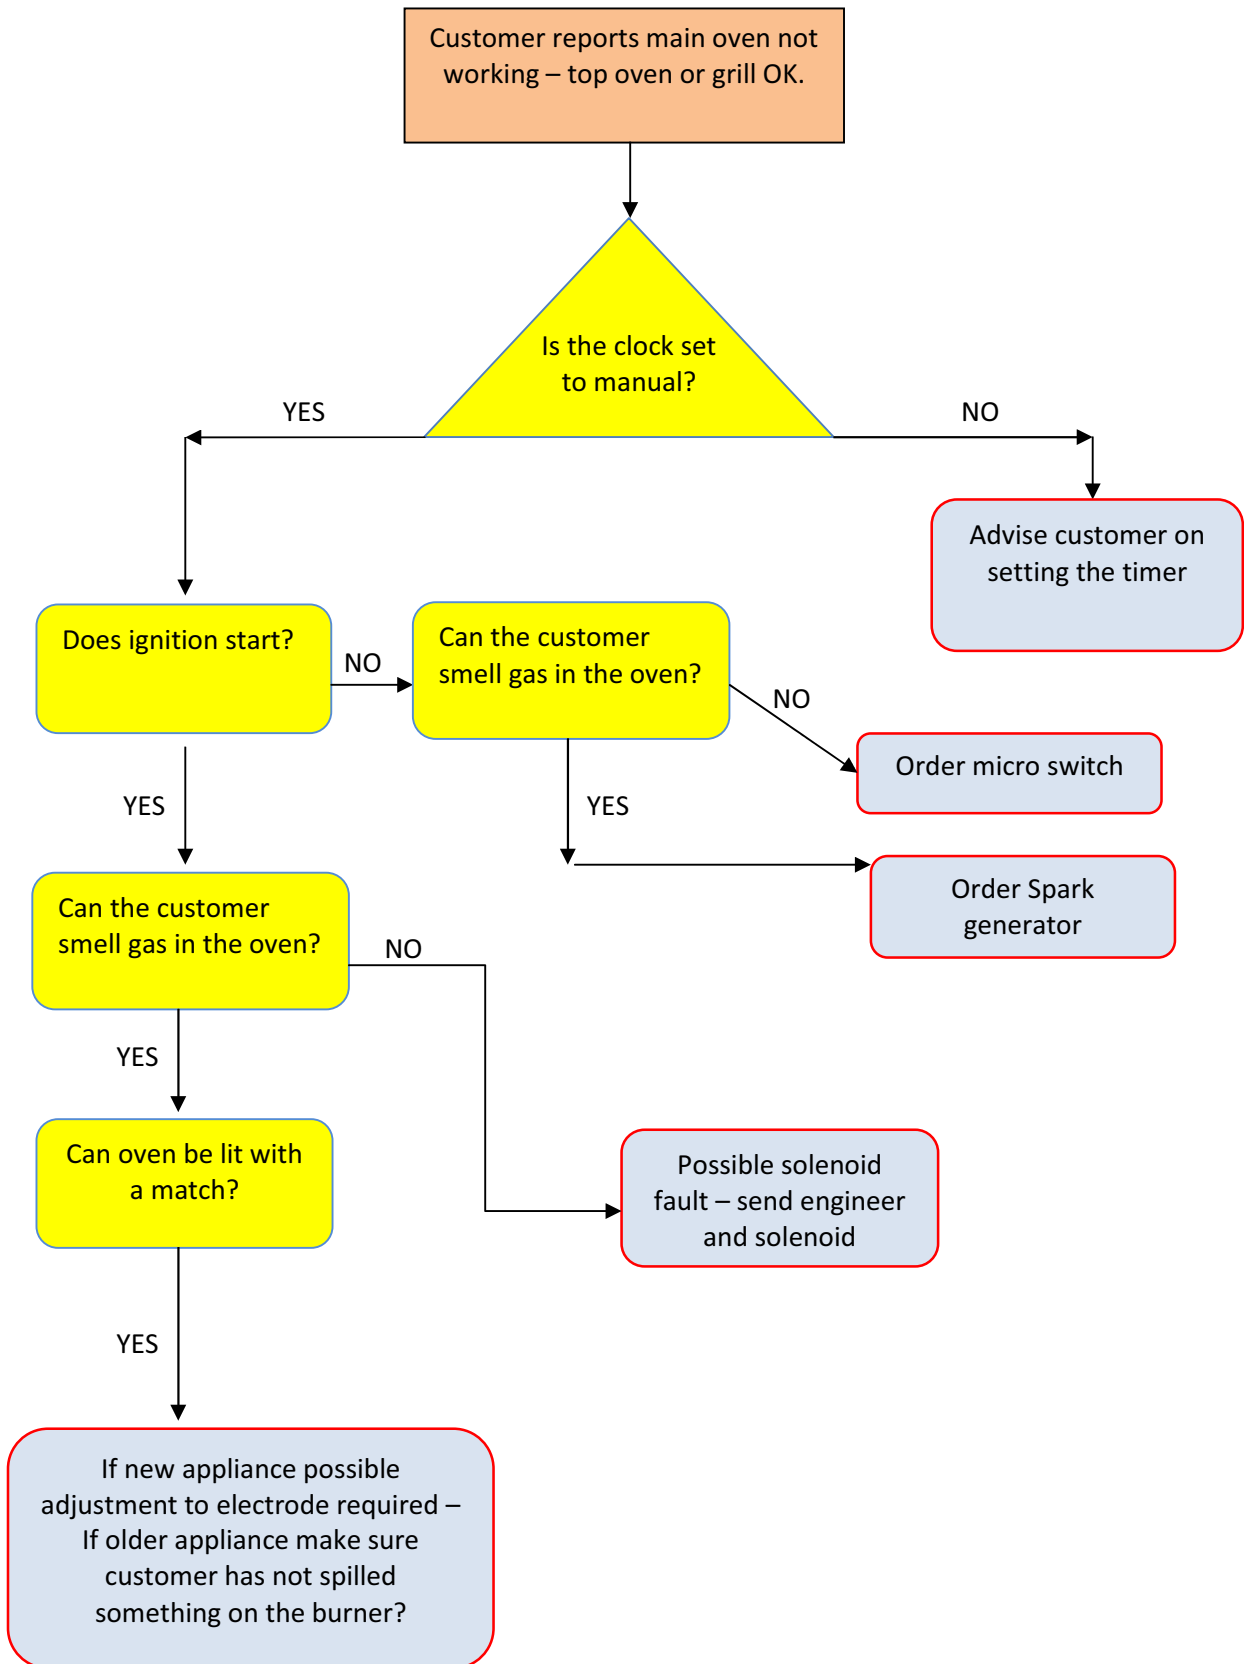 Customer reports main oven not
working – top oven or grill OK.
Is the clock set
to manual?
YES
NO
Advise customer on
setting the timer
Does ignition start?
NO
Can the customer
smell gas in the oven?
NO
Order micro switch
YES
YES
Order Spark
generator
Can the customer
smell gas in the oven?
NO
YES
Can oven be lit with
a match?
Possible solenoid
fault – send engineer
and solenoid
YES
If new appliance possible
adjustment to electrode required –
If older appliance make sure
customer has not spilled
something on the burner?